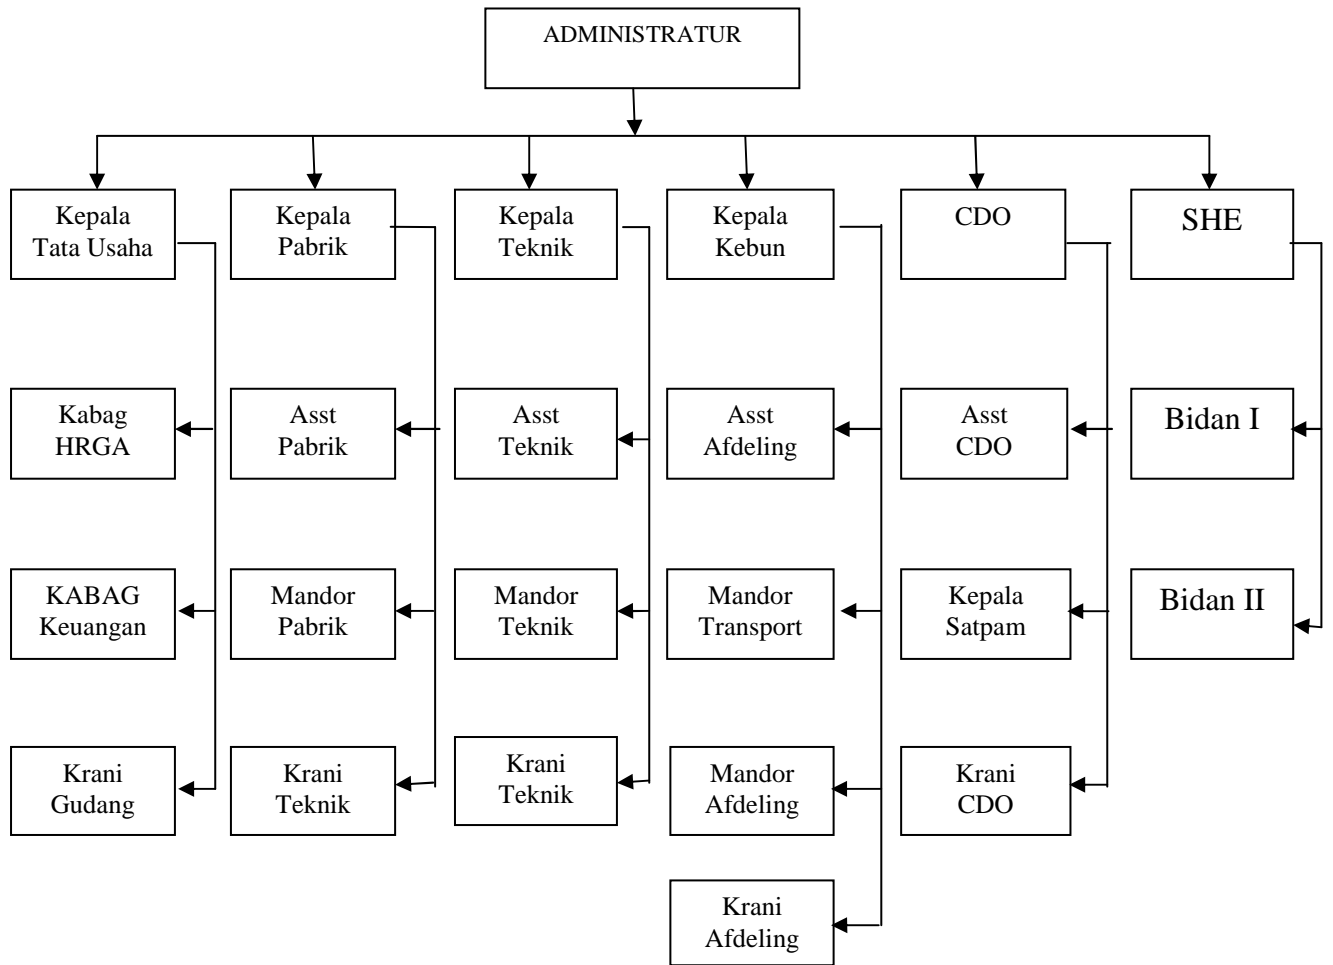 ADMINISTRATUR
Kepala
Tata Usaha
Kepala
Pabrik
Kepala
Teknik
Kepala
Kebun
CDO
SHE
Kabag
HRGA
Asst
Pabrik
Asst
Teknik
Asst
Afdeling
Asst
CDO
Bidan I
KABAG
Keuangan
Mandor
Pabrik
Mandor
Teknik
Mandor
Transport
Kepala
Satpam
Bidan II
Krani
Gudang
Krani
Teknik
Krani
Teknik
Mandor
Afdeling
Krani
CDO
Krani
Afdeling